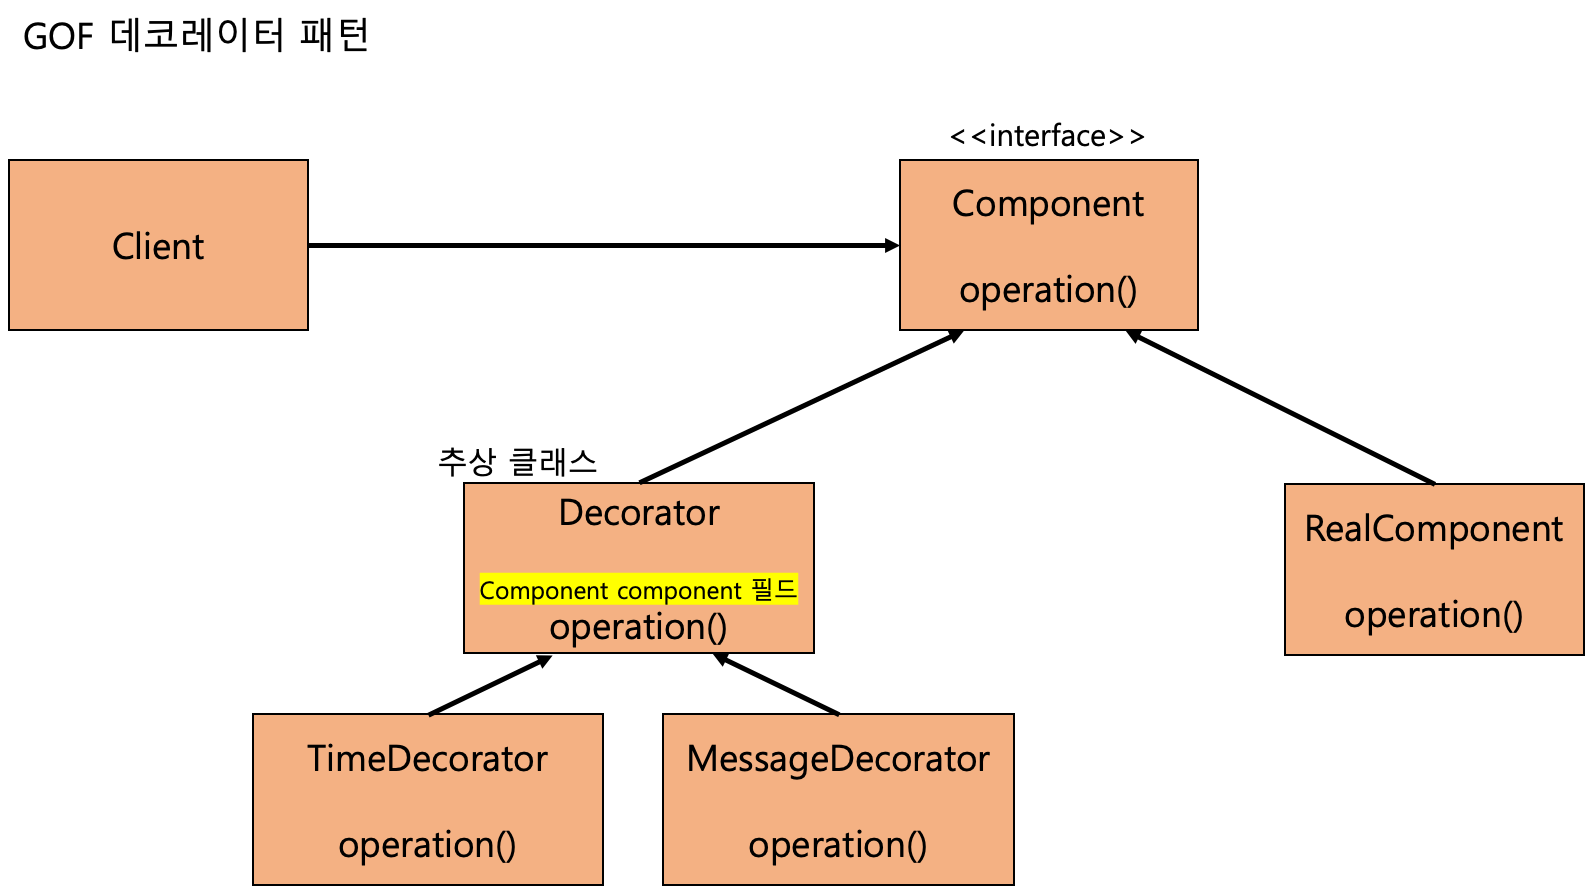 GOF 데코레이터 패턴
<<interface>>
Client
Component
operation()
추상 클래스
Decorator
Component component 필드
operation()
RealComponent
operation()
TimeDecorator
operation()
MessageDecorator
operation()